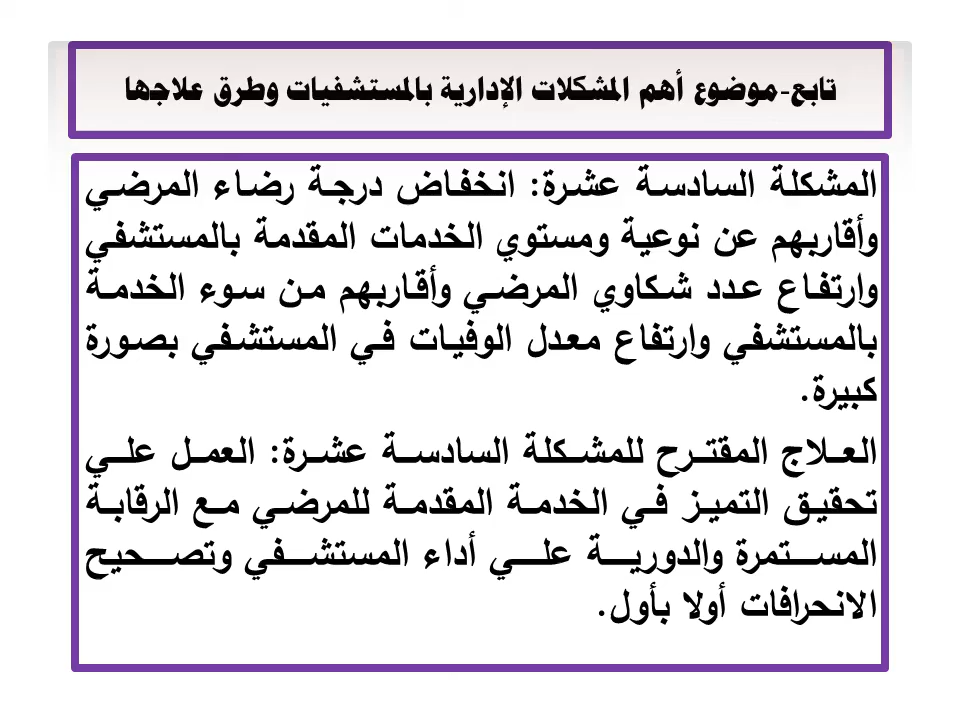 تابع-موضوع أهم المشكلات الإدارية بالمستشفيات وطرق علاجها
المشكلة السادسة عشرة: انخفاض درجة رضاء المرضي
وأقاربهم عن نوعية ومستوي الخدمات المقدمة بالمستشفي
وارتفاع عدد شكاوي المرضي وأقاربهم من سوء الخدمة
بالمستشفي وارتفاع معدل الوفيات في المستشفي بصورة
كبيرة.
العلاج المقترح للمشكلة السادسة عشرة: العمل علي
تحقيق التميز في الخدمة المقدمة للمرضي مع الرقابة
المستمرة والدورية علي أداء المستشفي وتصحيح
الانحرافات أولا بأول.